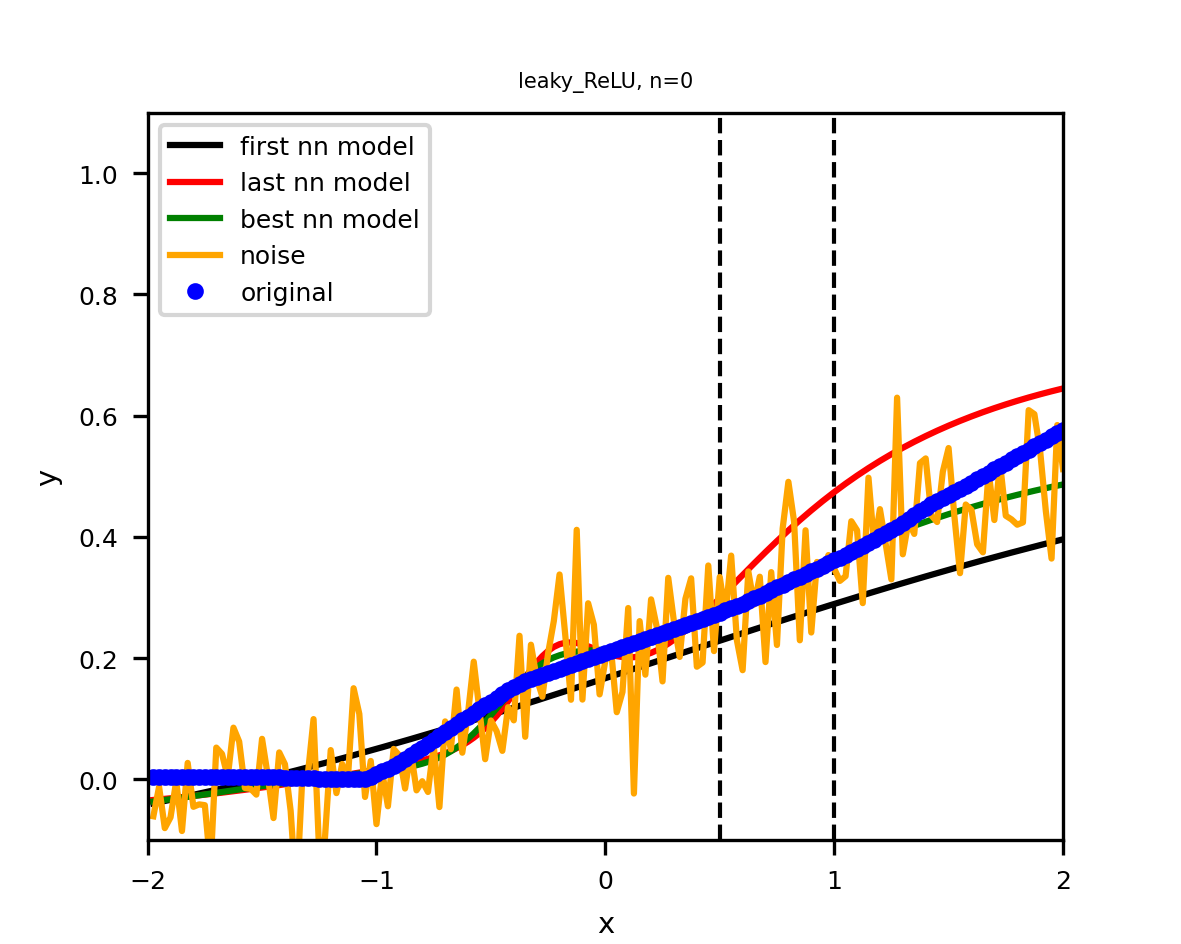 leaky_ReLU, n=0
first nn model
last nn model
best nn model
noise
original
1.0
0.8
0.6
0.4
0.2
0.0
y
−2
−1
0
1
2
x